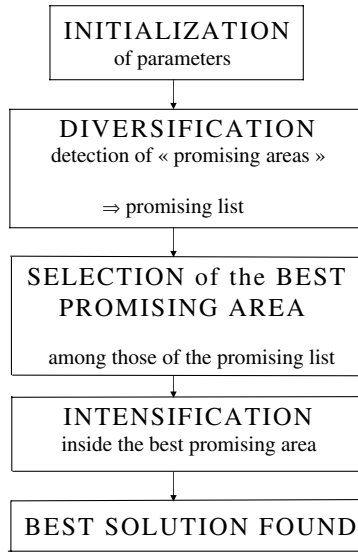 INITIALIZATION
of parameters
DIVERSIFICATION
detection of « promising areas »
⇒ promising list
SELECTION of the BEST
PROMISING AREA
among those of the promising list
INTENSIFICATION
inside the best promising area
BEST SOLUTION FOUND